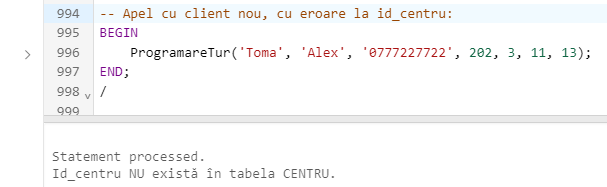 994 -- Apel cu client nou, cu eroare la id_centru:
995 BEGIN
996 ProgramareTur('Toma', 'Alex', '0777227722', 202, 3, 11, 13);
997 END;
998 /
999
Statement processed.
Id_centru NU există în tabela CENTRU.